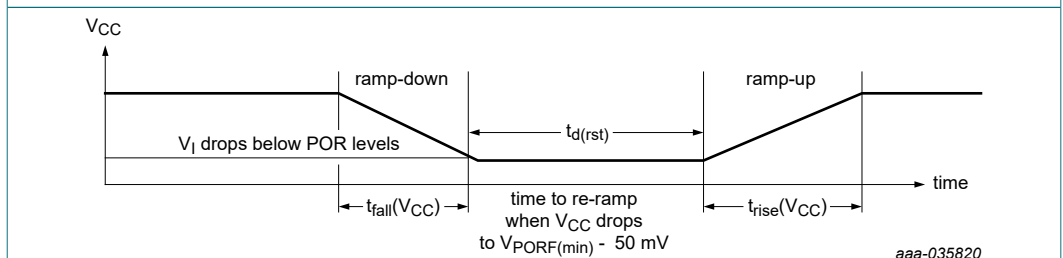 VCC
ramp-down
ramp-up
td(rst)
VI drops below POR levels
time
tfall(VCC)
time to re-ramp
when VCC drops
to VPORF(min) - 50 mV
trise(VCC)
aaa-035820